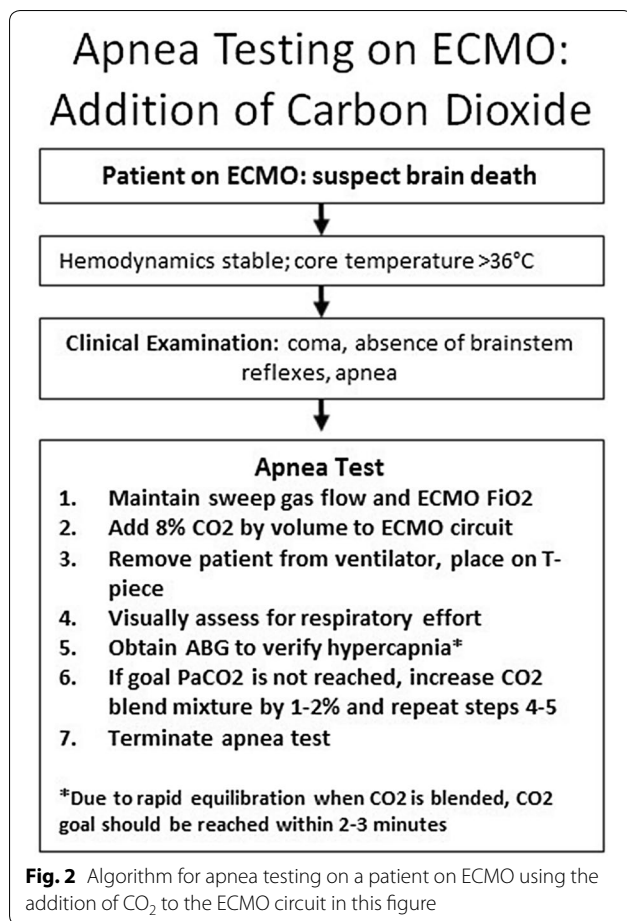 Apnea Testing on ECMO:
Addition of Carbon Dioxide
Patient on ECMO: suspect brain death
Hemodynamics stable; core temperature >36°C
Clinical Examination: coma, absence of brainstem
reflexes, apnea
Apnea Test
1. Maintain sweep gas flow and ECMO FiO2
2. Add 8% CO2 by volume to ECMO circuit
3. Remove patient from ventilator, place on T-
piece
4. Visually assess for respiratory effort
5. Obtain ABG to verify hypercapnia*
6. If goal PaCO2 is not reached, increase CO2
blend mixture by 1-2% and repeat steps 4-5
7. Terminate apnea test
*Due to rapid equilibration when CO2 is blended, CO2
goal should be reached within 2-3 minutes
Fig. 2 Algorithm for apnea testing on a patient on ECMO using the
addition of CO₂ to the ECMO circuit in this figure